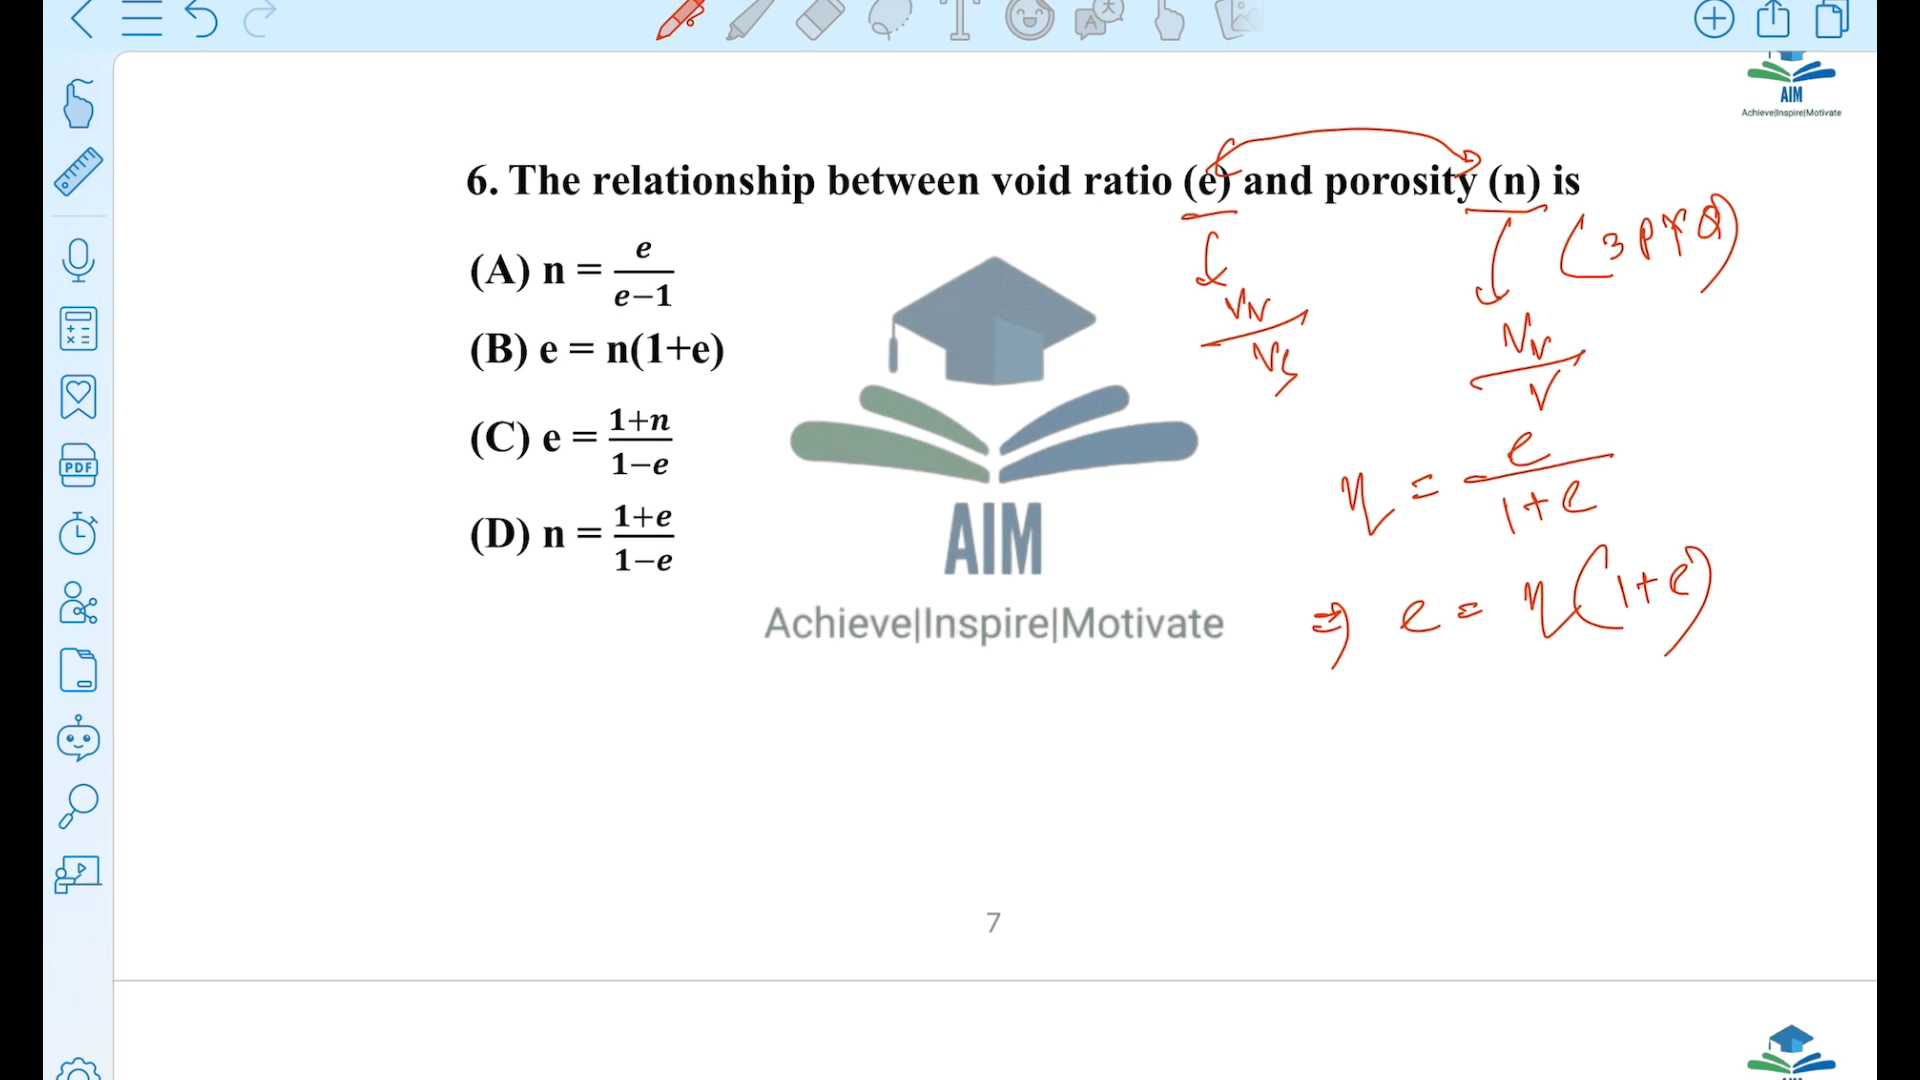 AIM
Achieve|Inspire|Motivate
6. The relationship between void ratio (e) and porosity (n) is
(A) n = e/(e−1)
(B) e = n(1+e)
(C) e = (1+n)/(1−e)
(D) n = (1+e)/(1−e)
Vv/Vs
Vv/V
η = e/(1+e)
⇒ e = η(1+e)
AIM
Achieve|Inspire|Motivate
PDF
7